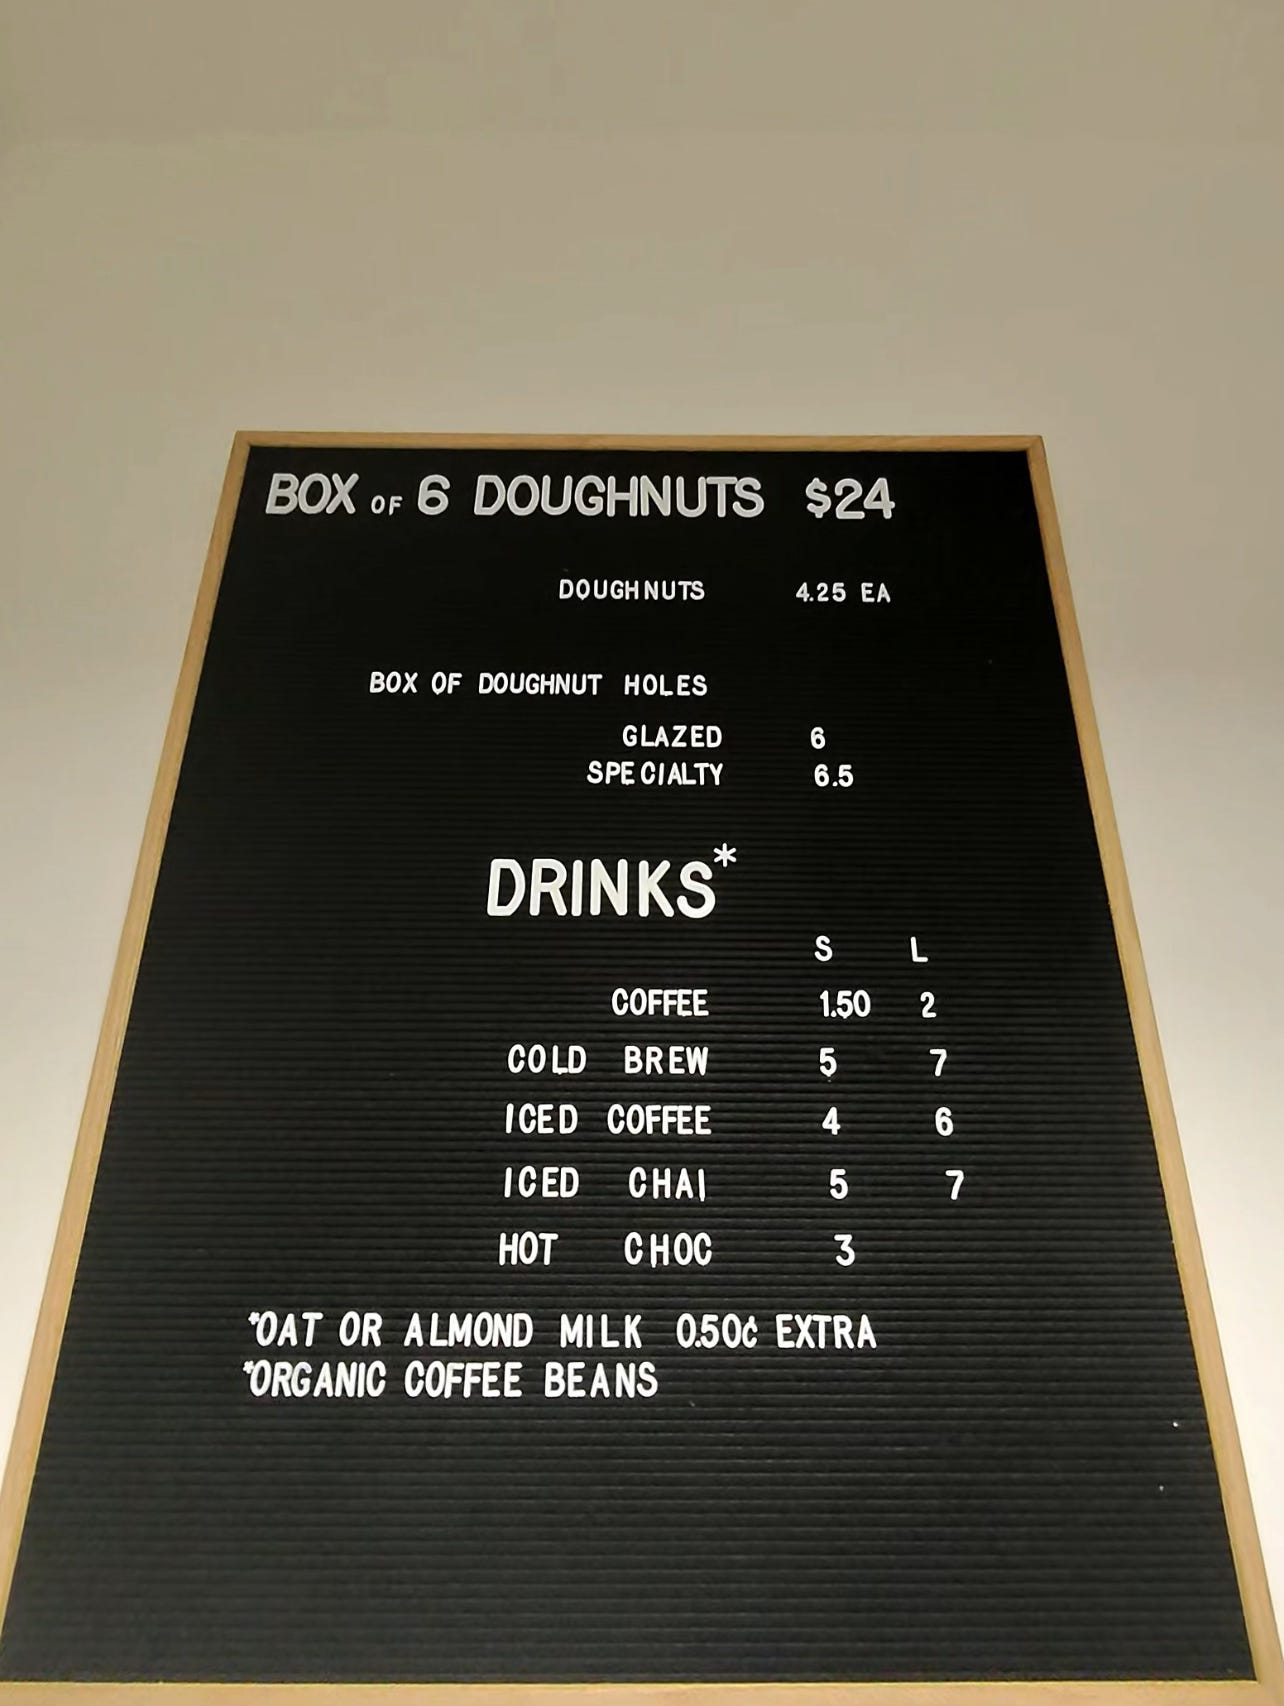 BOX OF 6 DOUGHNUTS $24
DOUGHNUTS 4.25 EA
BOX OF DOUGHNUT HOLES
GLAZED 6
SPECIALTY 6.5
DRINKS*
S L
COFFEE 1.50 2
COLD BREW 5 7
ICED COFFEE 4 6
ICED CHAI 5 7
HOT CHOC 3
*OAT OR ALMOND MILK 0.50¢ EXTRA
*ORGANIC COFFEE BEANS